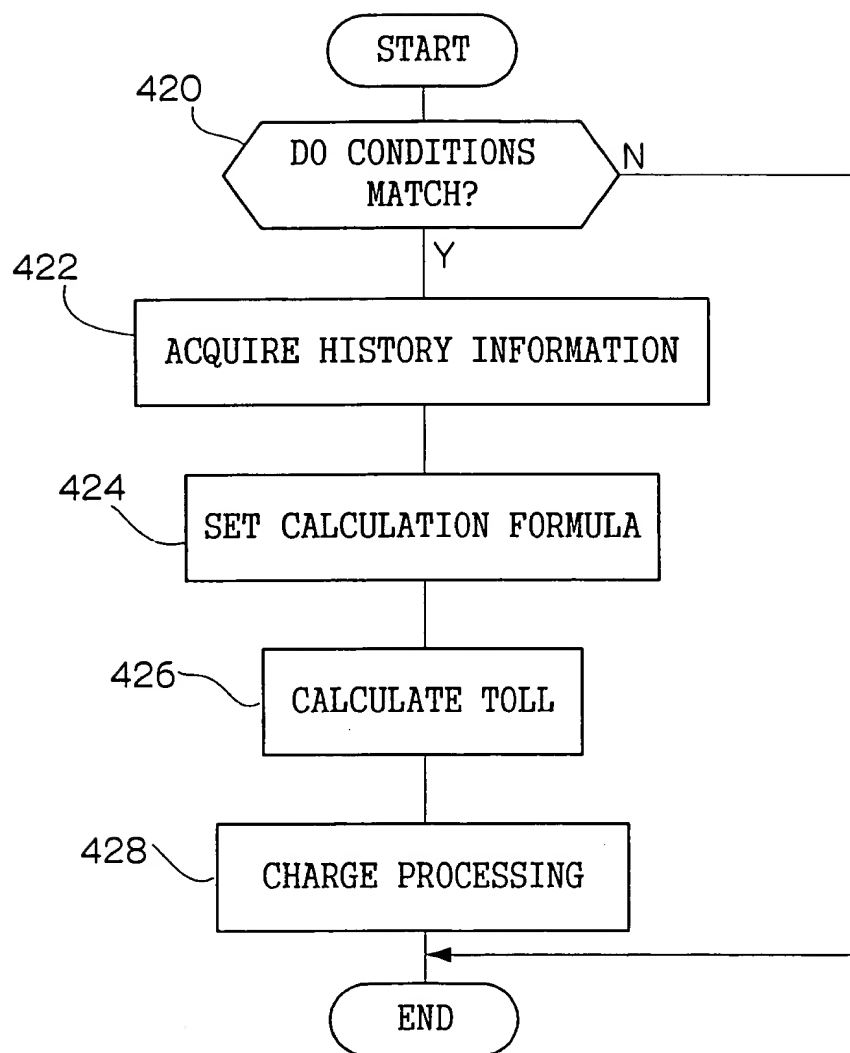 START
420
DO CONDITIONS
MATCH?
N
Y
422
ACQUIRE HISTORY INFORMATION
424
SET CALCULATION FORMULA
426
CALCULATE TOLL
428
CHARGE PROCESSING
END